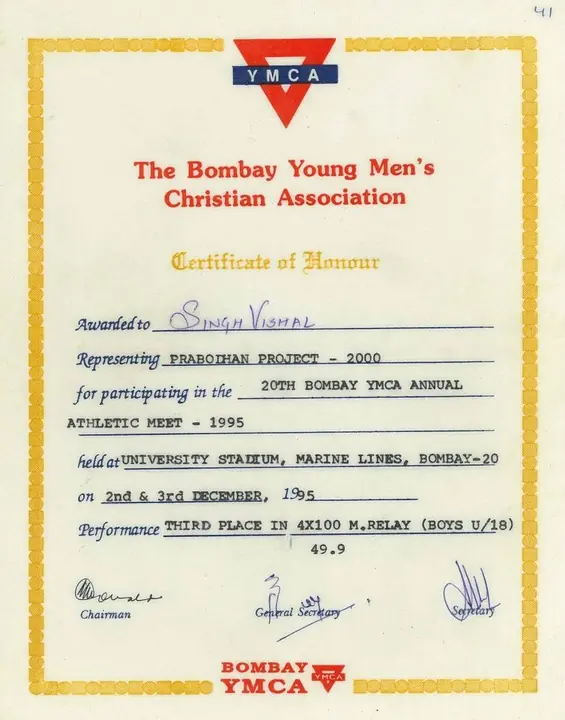 41
YMCA
The Bombay Young Men's
Christian Association
Certificate of Honour
Awarded to SINGH VISHAL
Representing PRABODHAN PROJECT - 2000
for participating in the 20TH BOMBAY YMCA ANNUAL
ATHLETIC MEET - 1995
held at UNIVERSITY STADIUM, MARINE LINES, BOMBAY-20
on 2nd & 3rd DECEMBER, 1995
Performance THIRD PLACE IN 4X100 M.RELAY (BOYS U/18)
49.9
Chairman General Secretary Secretary
BOMBAY
YMCA YMCA